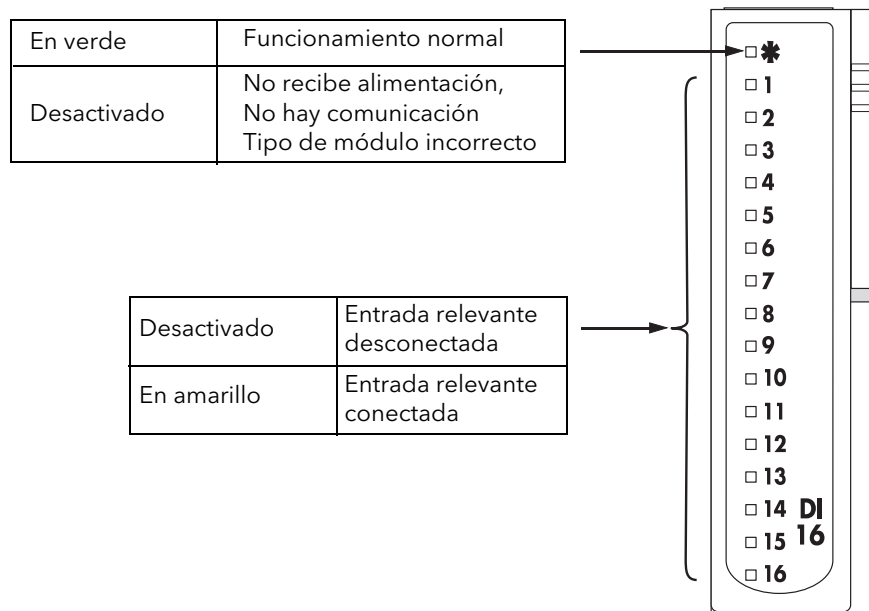 En verde
Funcionamiento normal
Desactivado
No recibe alimentación,
No hay comunicación
Tipo de módulo incorrecto
Desactivado
Entrada relevante
desconectada
En amarillo
Entrada relevante
conectada
✱
1
2
3
4
5
6
7
8
9
10
11
12
13
14
15
16
DI
16